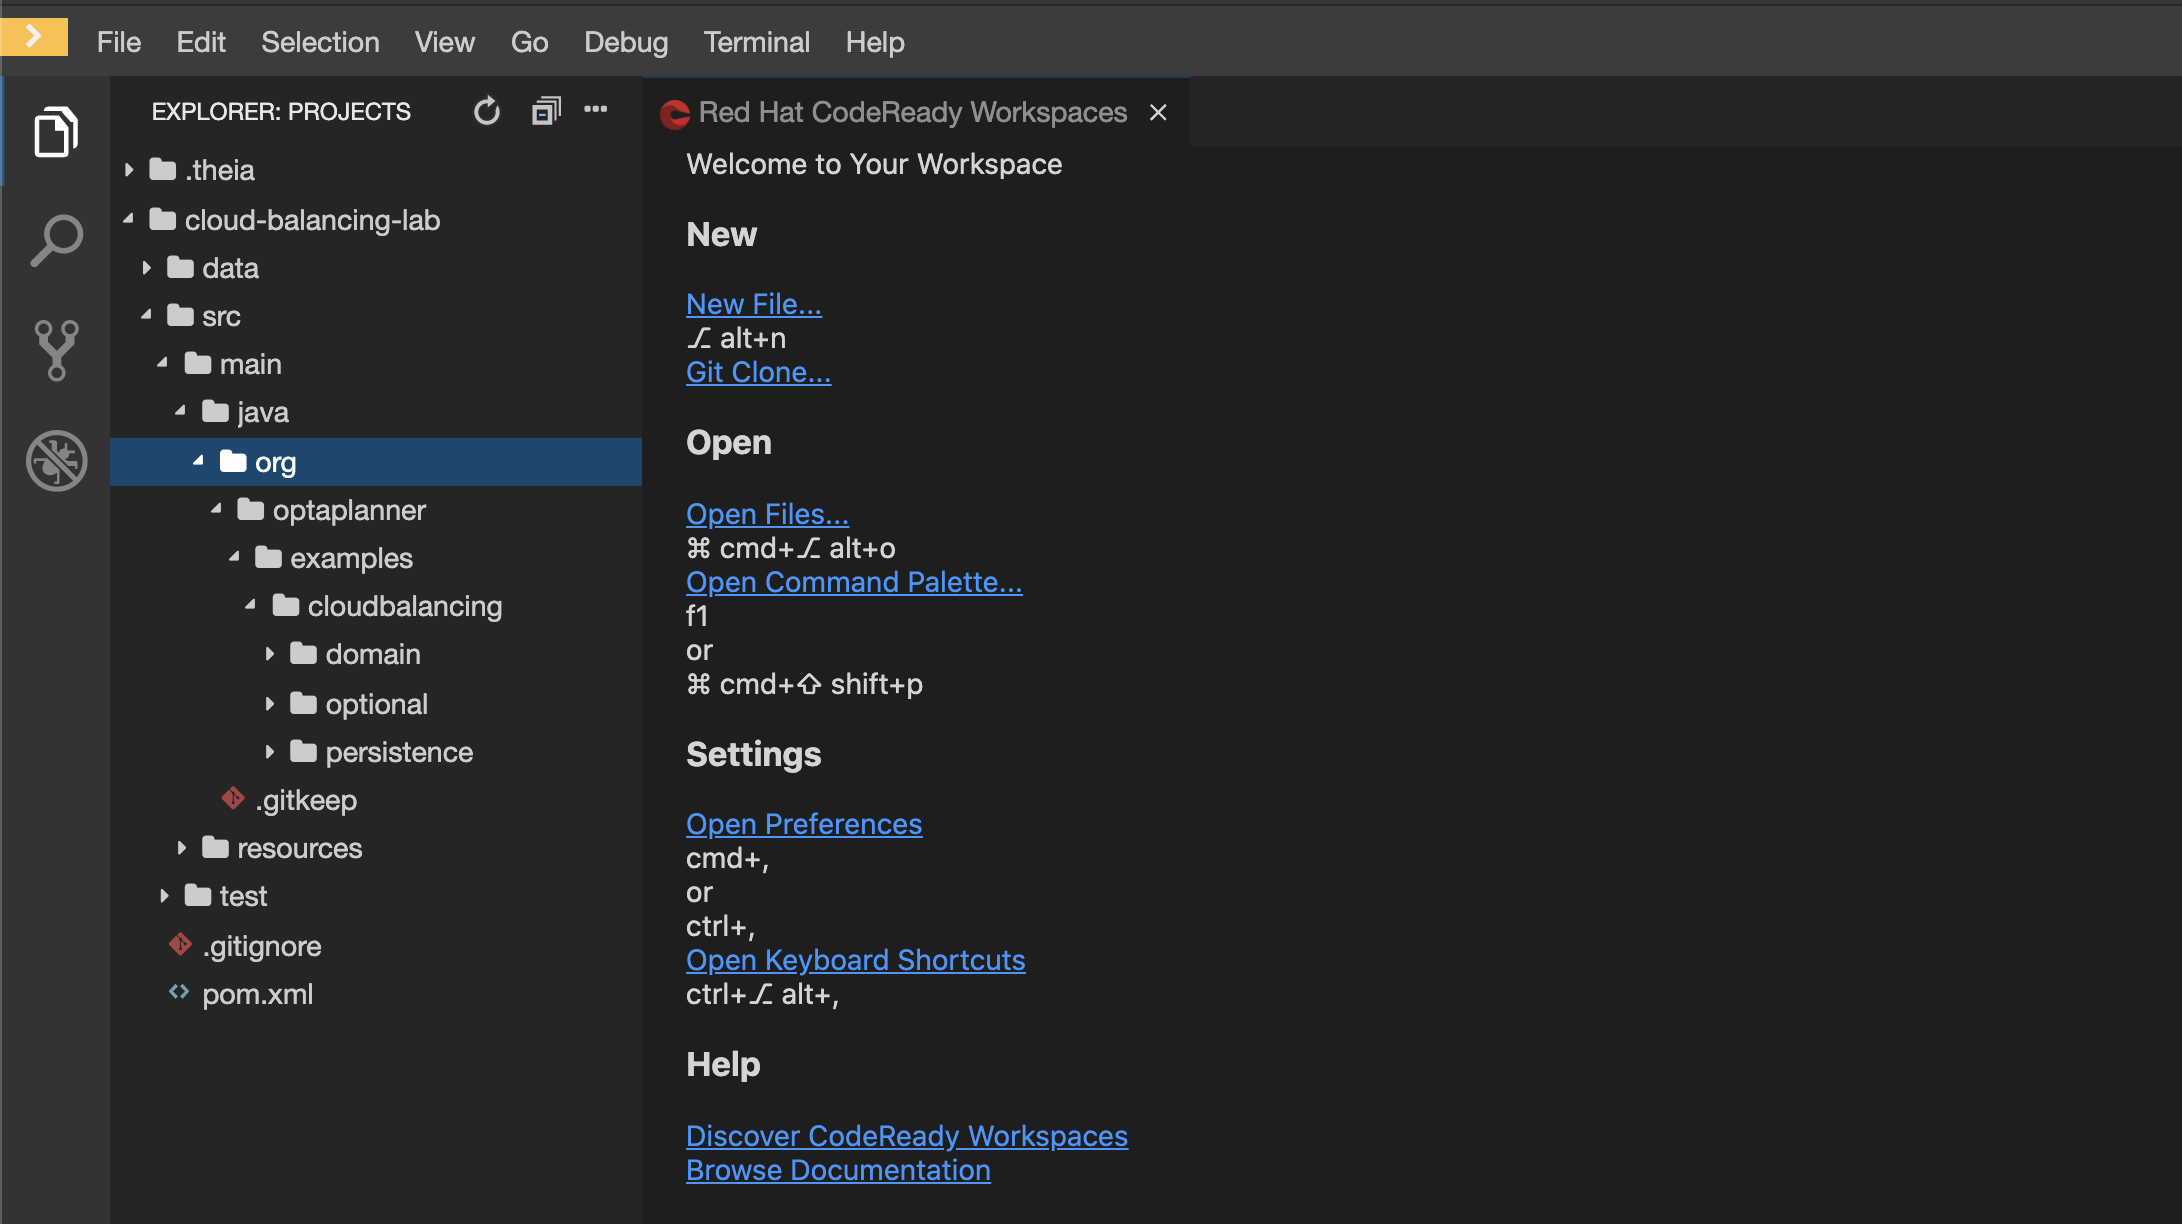 File Edit Selection View Go Debug Terminal Help
EXPLORER: PROJECTS
.theia
cloud-balancing-lab
data
src
main
java
org
optaplanner
examples
cloudbalancing
domain
optional
persistence
.gitkeep
resources
test
.gitignore
pom.xml
Red Hat CodeReady Workspaces
Welcome to Your Workspace
New
New File...
⌥ alt+n
Git Clone...
Open
Open Files...
⌘ cmd+⌥ alt+o
Open Command Palette...
f1
or
⌘ cmd+⇧ shift+p
Settings
Open Preferences
cmd+,
or
ctrl+,
Open Keyboard Shortcuts
ctrl+⌥ alt+,
Help
Discover CodeReady Workspaces
Browse Documentation